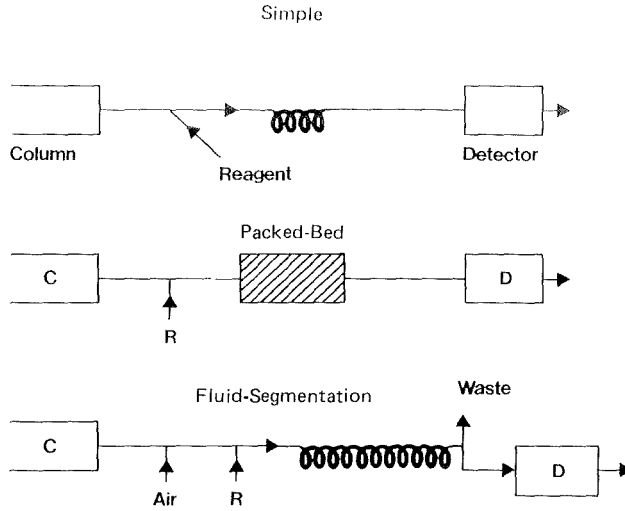 Simple
Column
Reagent
Detector
Packed-Bed
C
D
R
Fluid-Segmentation
Waste
C
D
Air
R